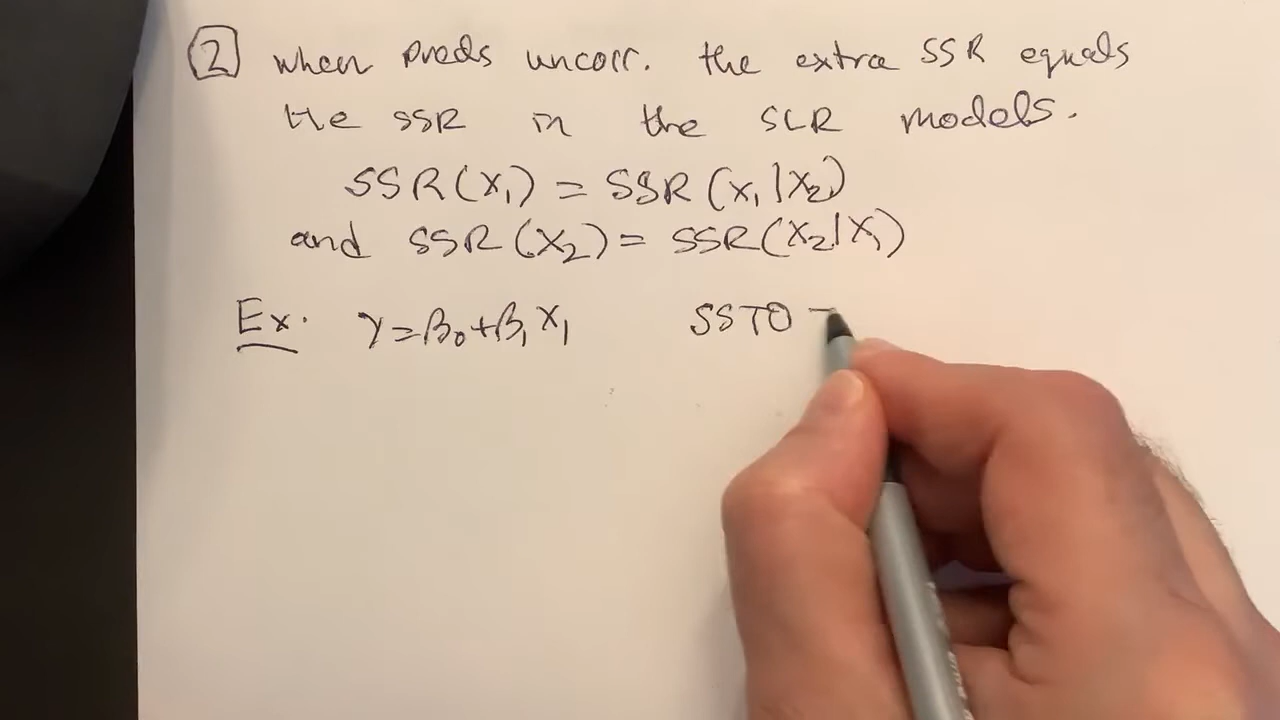 2 when preds uncorr. the extra SSR equals
the SSR in the SLR models.
SSR(X₁) = SSR(X₁|X₂)
and SSR(X₂) = SSR(X₂|X₁)
Ex. Y=β₀+β₁X₁ SSTO